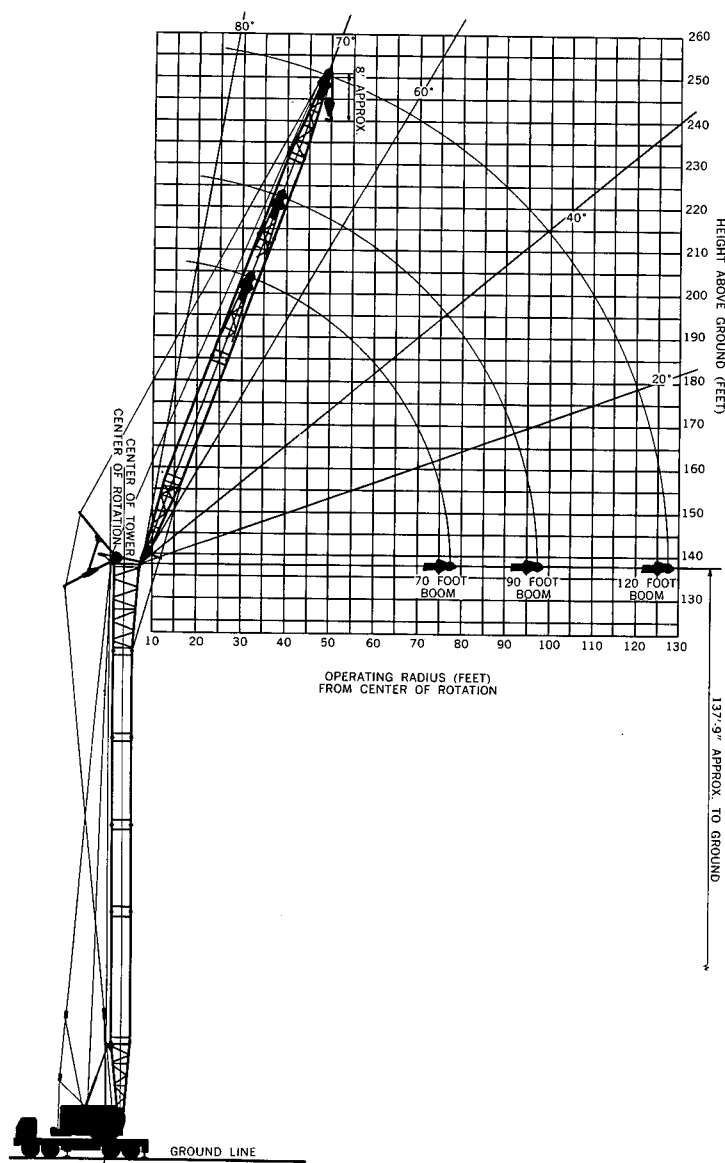 80°
70°
60°
40°
20°
8' APPROX.
260
250
240
230
220
210
200
190
180
170
160
150
140
130
HEIGHT ABOVE GROUND (FEET)
CENTER OF TOWER
CENTER OF ROTATION
70 FOOT
BOOM
90 FOOT
BOOM
120 FOOT
BOOM
10 20 30 40 50 60 70 80 90 100 110 120 130
OPERATING RADIUS (FEET)
FROM CENTER OF ROTATION
137'-9" APPROX. TO GROUND
GROUND LINE